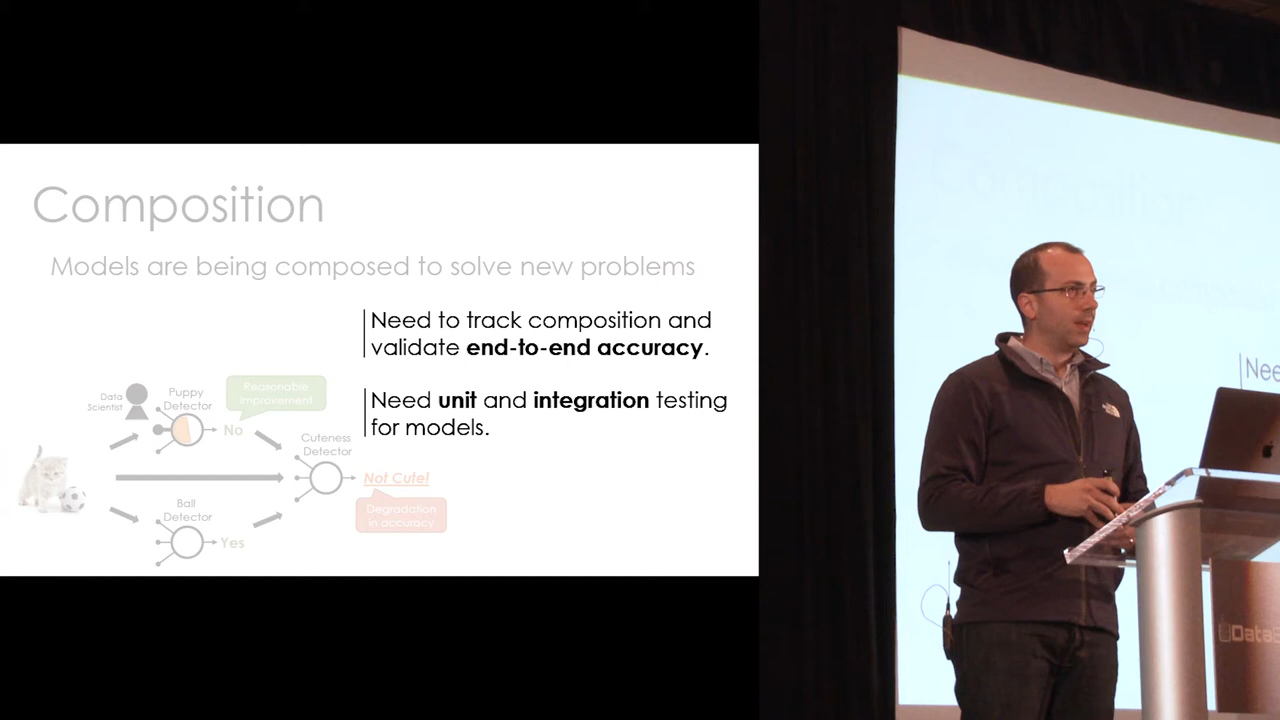 Composition
Models are being composed to solve new problems
Need to track composition and
validate end-to-end accuracy.
Need unit and integration testing
for models.
Data
Scientist
Puppy
Detector
Reasonable
Improvement
No
Cuteness
Detector
Not Cute!
Degradation
in accuracy
Ball
Detector
Yes
Composition
Nee
Data